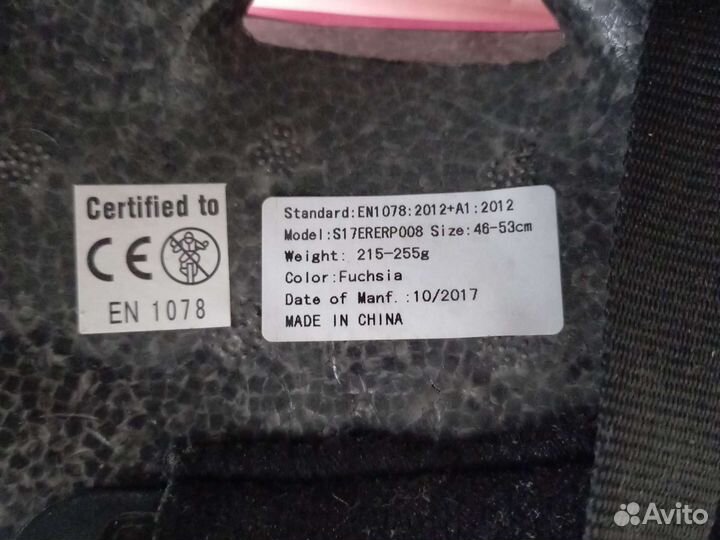 Certified to
CE
EN 1078
Standard:EN1078:2012+A1:2012
Model:S17ERERP008 Size:46-53cm
Weight: 215-255g
Color:Fuchsia
Date of Manf.:10/2017
MADE IN CHINA
Avito